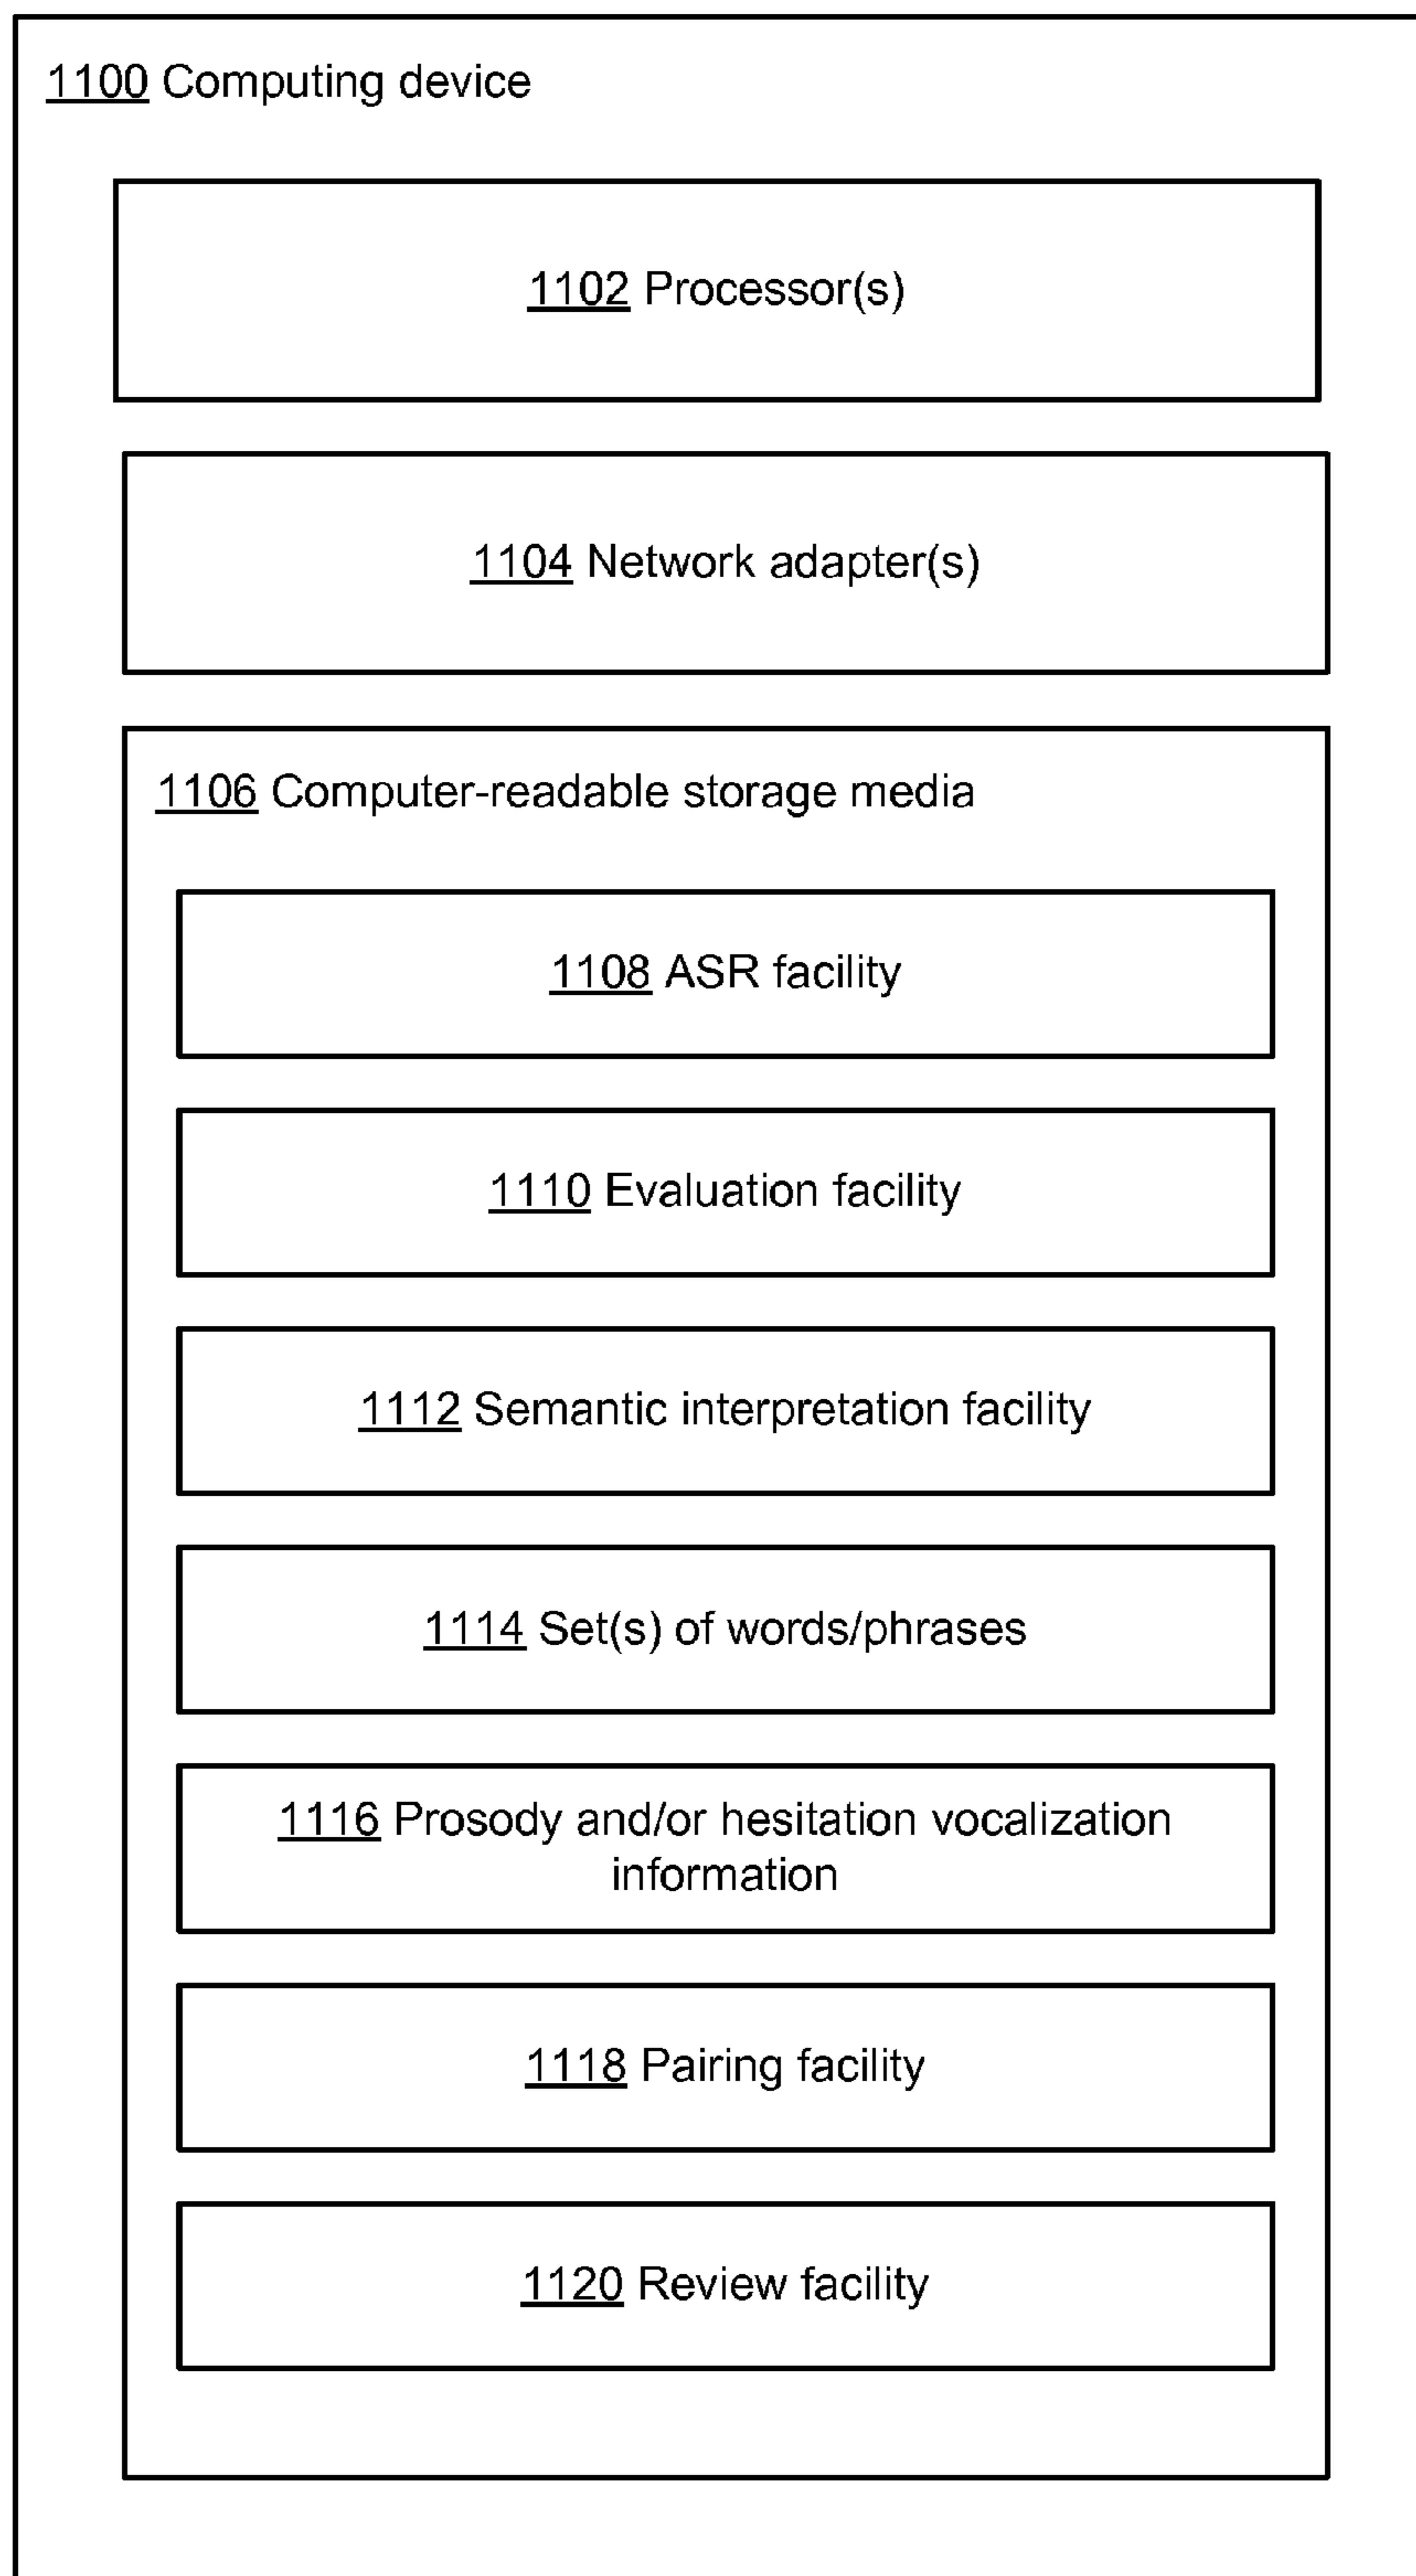 1100 Computing device
1102 Processor(s)
1104 Network adapter(s)
1106 Computer-readable storage media
1108 ASR facility
1110 Evaluation facility
1112 Semantic interpretation facility
1114 Set(s) of words/phrases
1116 Prosody and/or hesitation vocalization
information
1118 Pairing facility
1120 Review facility